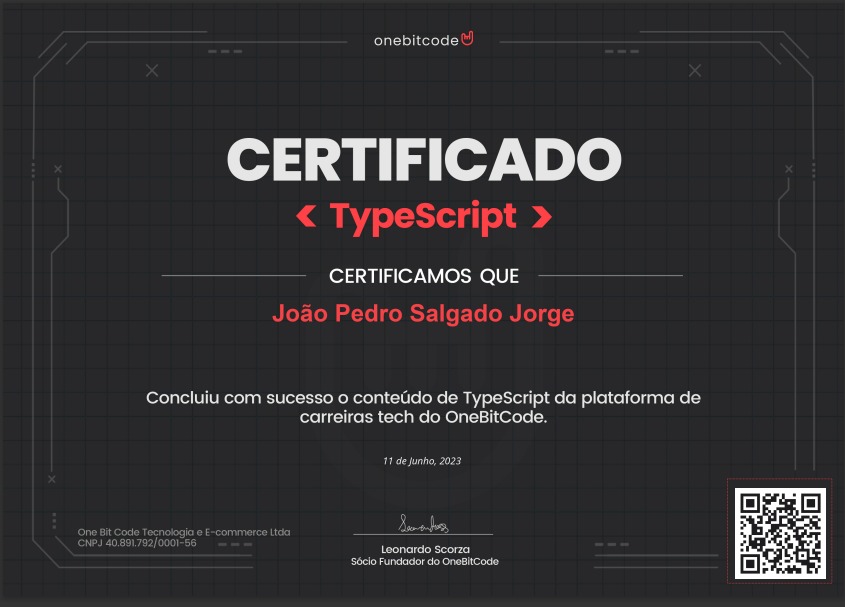 onebitcode
CERTIFICADO
< TypeScript >
CERTIFICAMOS QUE
João Pedro Salgado Jorge
Concluiu com sucesso o conteúdo de TypeScript da plataforma de
carreiras tech do OneBitCode.
11 de Junho, 2023
One Bit Code Tecnologia e E-commerce Ltda
CNPJ 40.891.792/0001-56
Leonardo Scorza
Sócio Fundador do OneBitCode